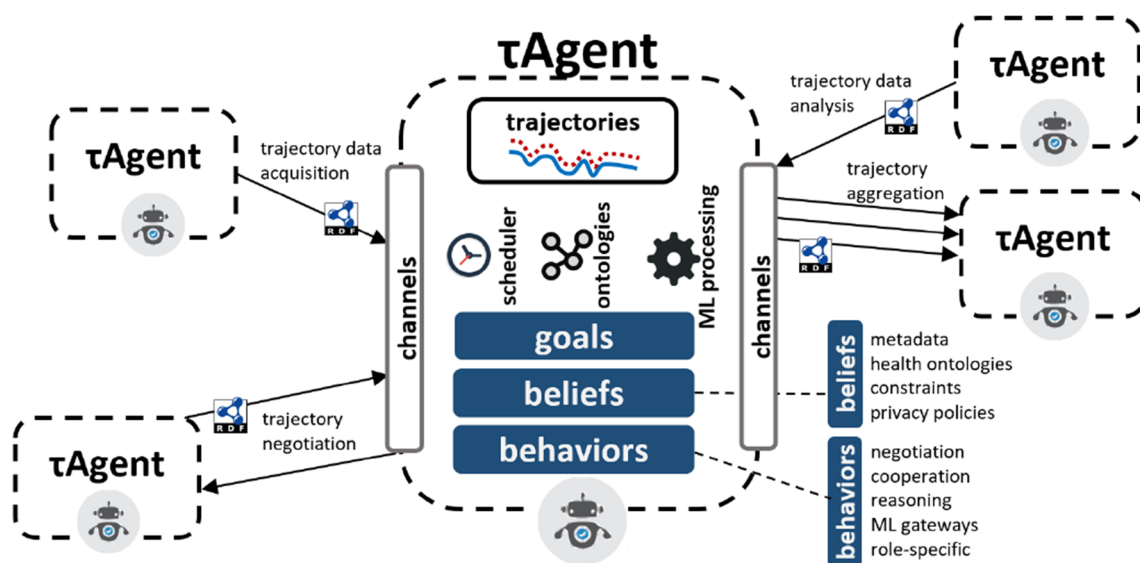 τAgent
trajectories
scheduler
ontologies
ML processing
goals
beliefs
behaviors
channels
channels
τAgent
trajectory data
acquisition
RDF
τAgent
RDF
trajectory
negotiation
τAgent
trajectory data
analysis
RDF
τAgent
trajectory
aggregation
RDF
beliefs
metadata
health ontologies
constraints
privacy policies
behaviors
negotiation
cooperation
reasoning
ML gateways
role-specific